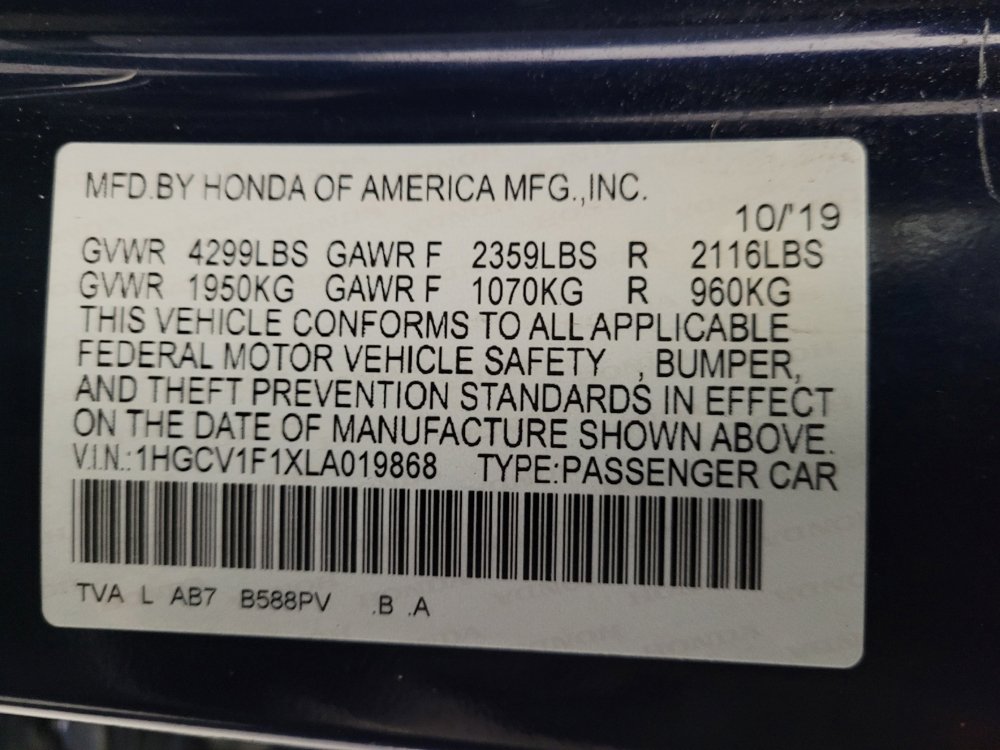 MFD.BY HONDA OF AMERICA MFG.,INC.
10/'19
GVWR 4299LBS GAWR F 2359LBS R 2116LBS
GVWR 1950KG GAWR F 1070KG R 960KG
THIS VEHICLE CONFORMS TO ALL APPLICABLE
FEDERAL MOTOR VEHICLE SAFETY , BUMPER,
AND THEFT PREVENTION STANDARDS IN EFFECT
ON THE DATE OF MANUFACTURE SHOWN ABOVE.
V.I.N.:1HGCV1F1XLA019868 TYPE:PASSENGER CAR
TVA L AB7 B588PV .B .A